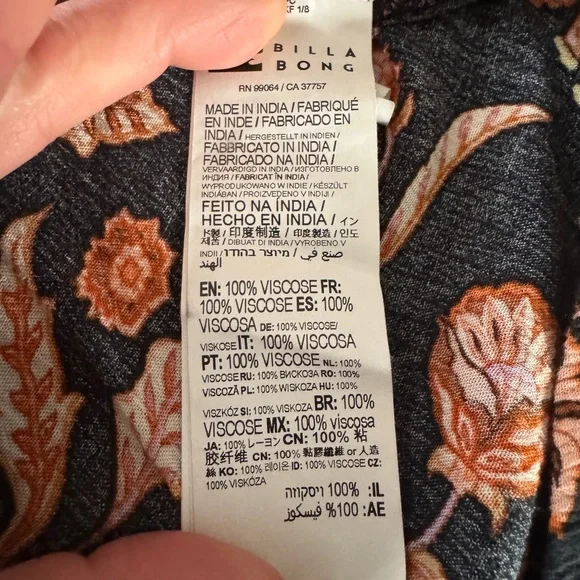 KF 1/8
BILLA
BONG
RN 99064 / CA 37757
MADE IN INDIA / FABRIQUÉ
EN INDE / FABRICADO EN
INDIA / HERGESTELLT IN INDIEN /
FABBRICATO IN INDIA /
FABRICADO NA INDIA /
VERVAARDIGD IN INDIA / ИЗГОТОВЛЕНО В
ИНДИЯ / FABRICAT ÎN INDIA /
WYPRODUKOWANO W INDIE / KÉSZÜLT
INDIÁBAN / PROIZVEDENO V INDIJI /
FEITO NA ÍNDIA /
HECHO EN INDIA / イン
ド製 / 印度制造 / 印度製造 / 인도
제품 / DIBUAT DI INDIA / VYROBENO V
INDII / מיוצר בהודו / صنع في
الهند
EN: 100% VISCOSE FR:
100% VISCOSE ES: 100%
VISCOSA DE: 100% VISCOSE/
VISKOSE IT: 100% VISCOSA
PT: 100% VISCOSE NL: 100%
VISCOSE RU: 100% ВИСКОЗА RO: 100%
VISCOZĂ PL: 100% WISKOZA HU: 100%
VISZKÓZ SI: 100% VISKOZA BR: 100%
VISCOSE MX: 100% viscosa
JA: 100% レーヨン CN: 100% 粘
胶纤维 CN: 100% 黏膠纖維 or 人造
絲 KO: 100% 레이온 ID: 100% VISCOSE CZ:
100% VISKÓZA
IL: 100% ויסקוזה
AE: 100% فيسكوز